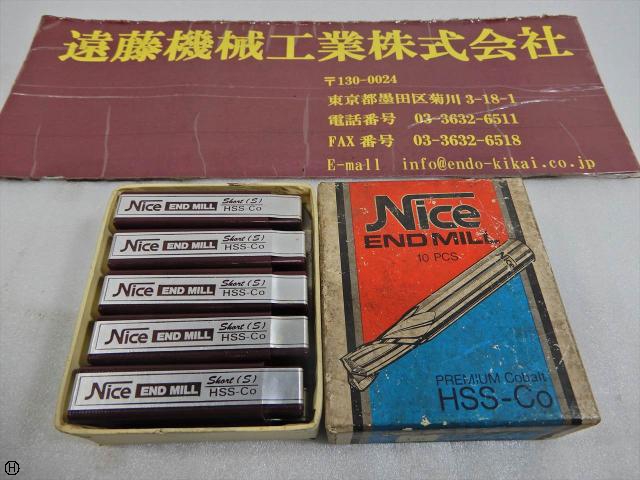 遠藤機械工業株式会社
〒130-0024
東京都墨田区菊川 3-18-1
電話番号 03-3632-6511
FAX 番号 03-3632-6518
E-mail info@endo-kikai.co.jp
Nice END MILL Short (S) HSS-Co
Nice END MILL Short (S) HSS-Co
Nice END MILL Short (S) HSS-Co
Nice END MILL Short (S) HSS-Co
Nice END MILL Short (S) HSS-Co
Nice
END MILL
10 PCS.
PREMIUM Cobalt
HSS-Co
H